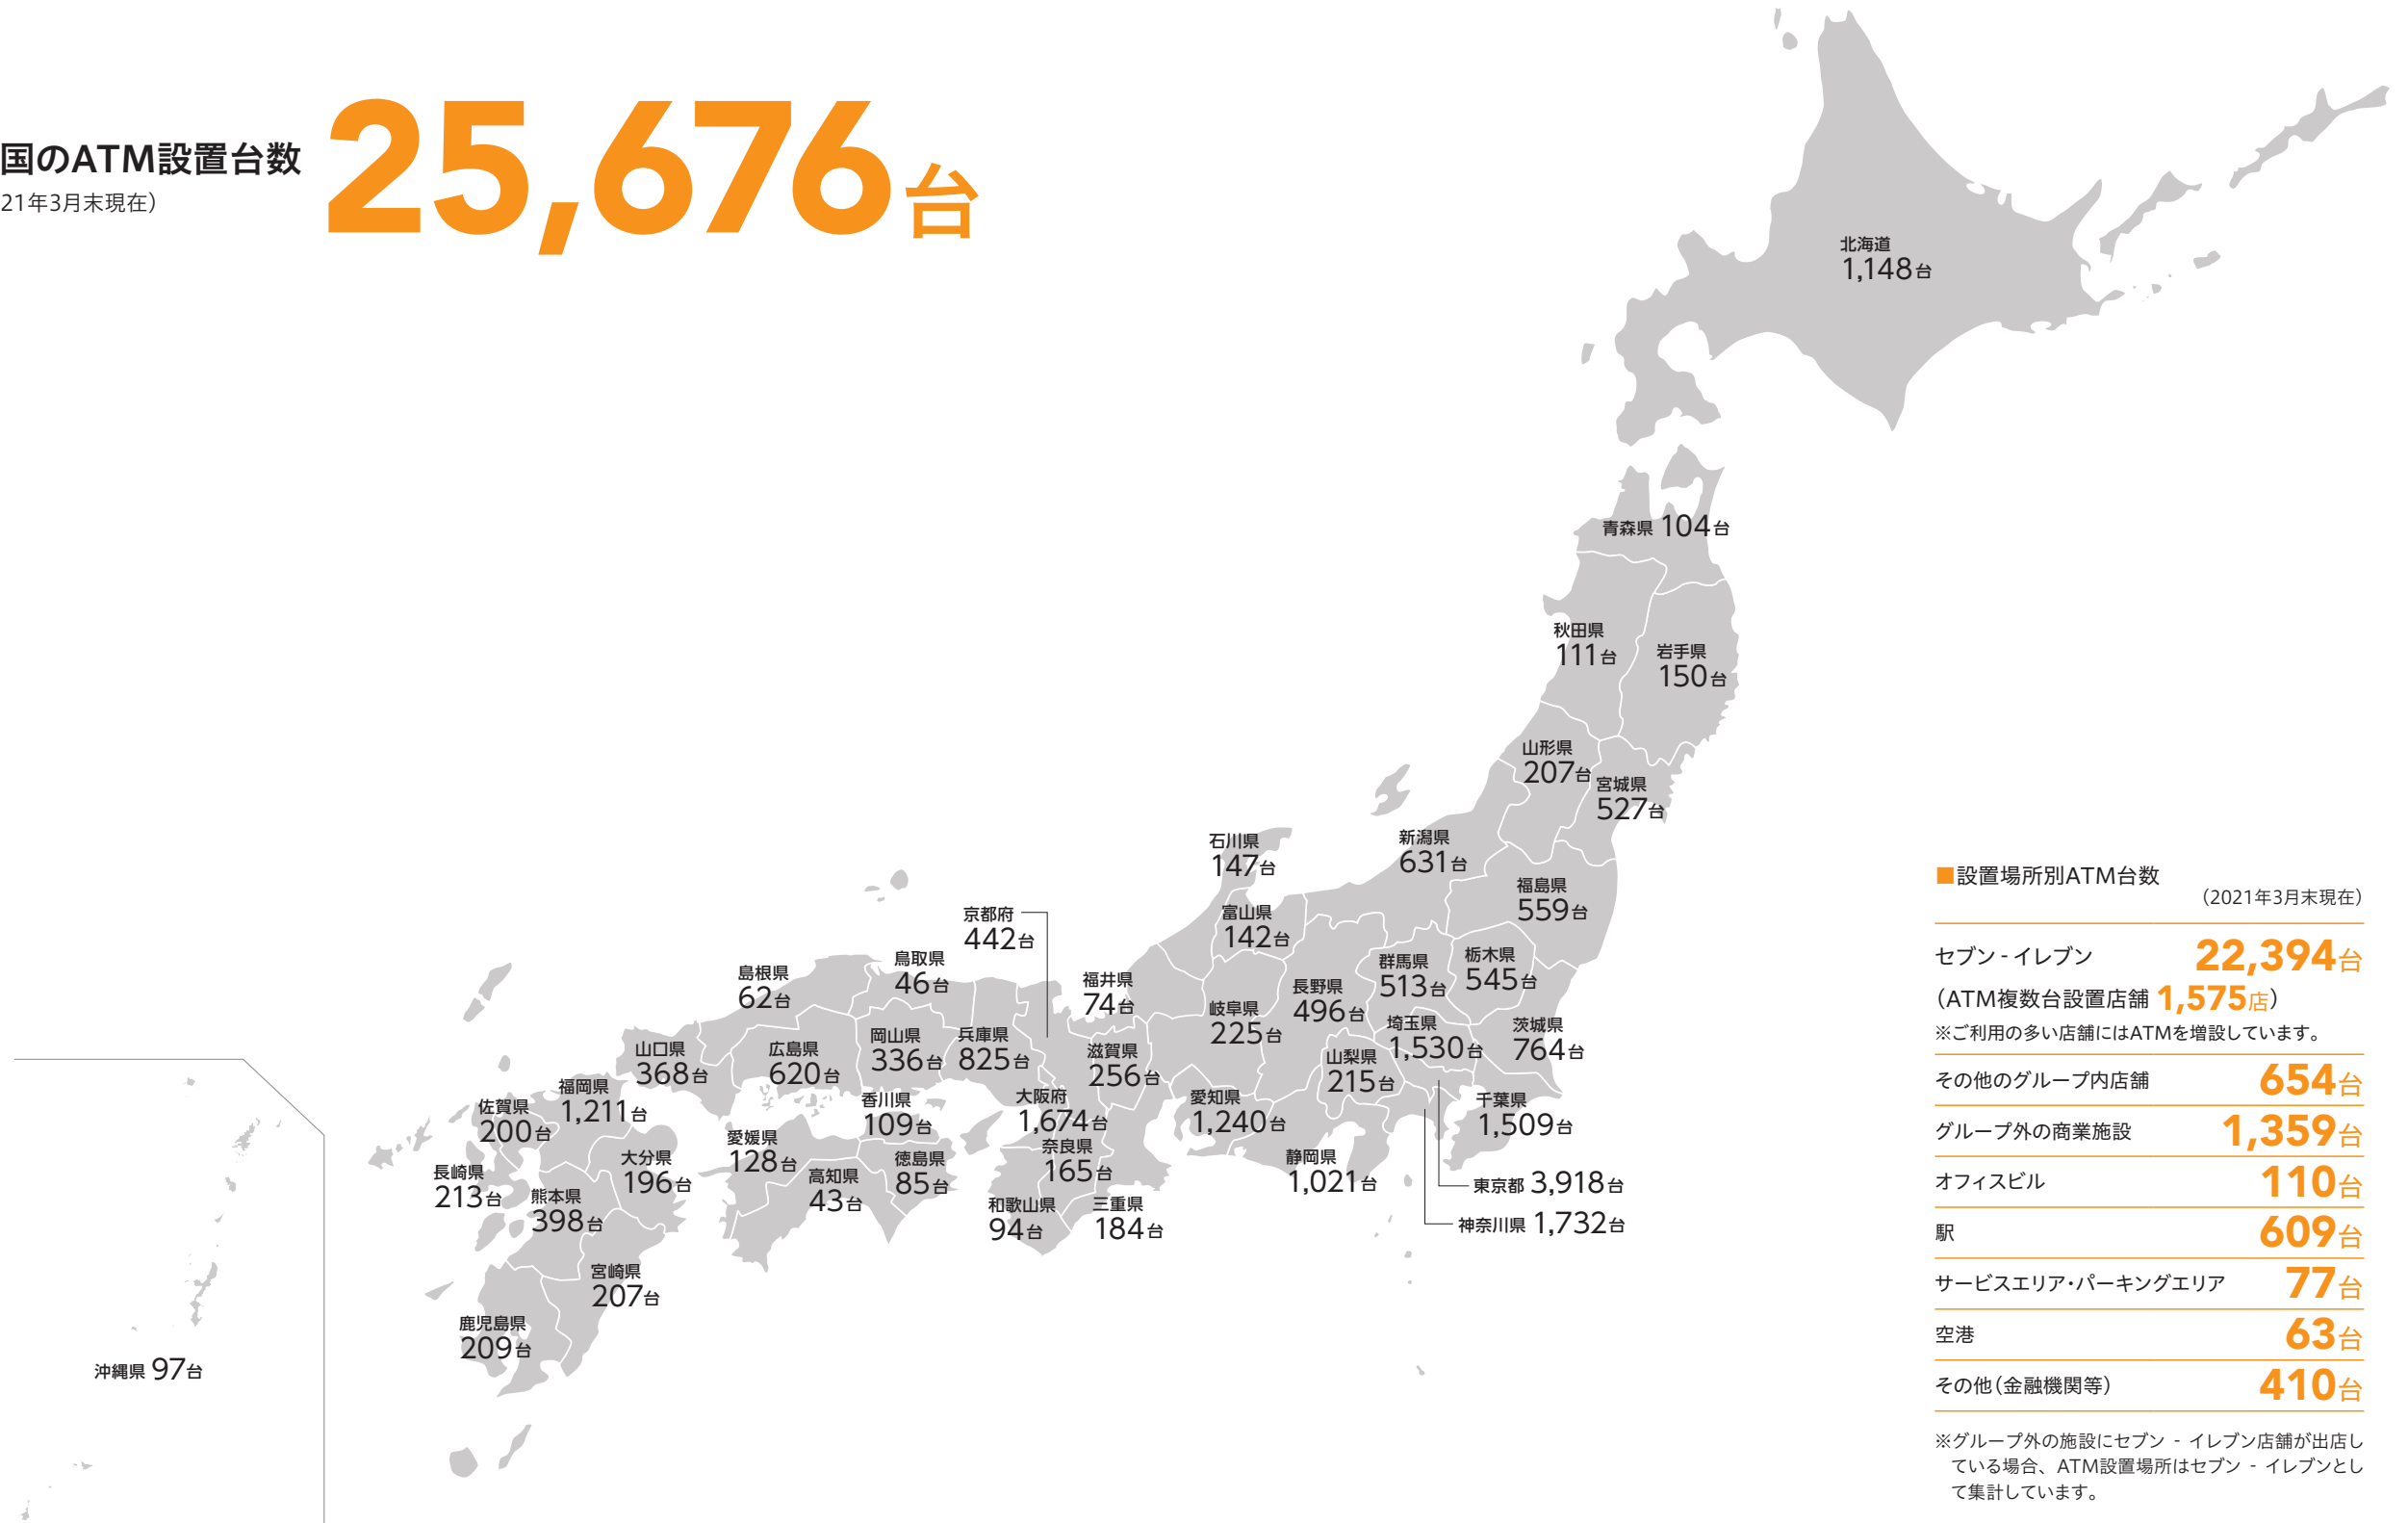 国のATM設置台数
21年3月末現在）
25,676台
北海道
1,148台
青森県 104台
秋田県
111台
岩手県
150台
山形県
207台
宮城県
527台
新潟県
631台
福島県
559台
石川県
147台
富山県
142台
京都府
442台
鳥取県
46台
島根県
62台
福井県
74台
岐阜県
225台
長野県
496台
群馬県
513台
栃木県
545台
埼玉県
1,530台
茨城県
764台
山梨県
215台
山口県
368台
広島県
620台
岡山県
336台
兵庫県
825台
滋賀県
256台
福岡県
1,211台
佐賀県
200台
長崎県
213台
大分県
196台
熊本県
398台
宮崎県
207台
鹿児島県
209台
沖縄県 97台
愛媛県
128台
香川県
109台
高知県
43台
徳島県
85台
大阪府
1,674台
奈良県
165台
和歌山県
94台
三重県
184台
愛知県
1,240台
静岡県
1,021台
千葉県
1,509台
東京都 3,918台
神奈川県 1,732台
■設置場所別ATM台数
（2021年3月末現在）
セブン‐イレブン 22,394台
（ATM複数台設置店舗 1,575店）
※ご利用の多い店舗にはATMを増設しています。
その他のグループ内店舗 654台
グループ外の商業施設 1,359台
オフィスビル 110台
駅 609台
サービスエリア・パーキングエリア 77台
空港 63台
その他（金融機関等） 410台
※グループ外の施設にセブン‐イレブン店舗が出店し
ている場合、ATM設置場所はセブン‐イレブンとし
て集計しています。